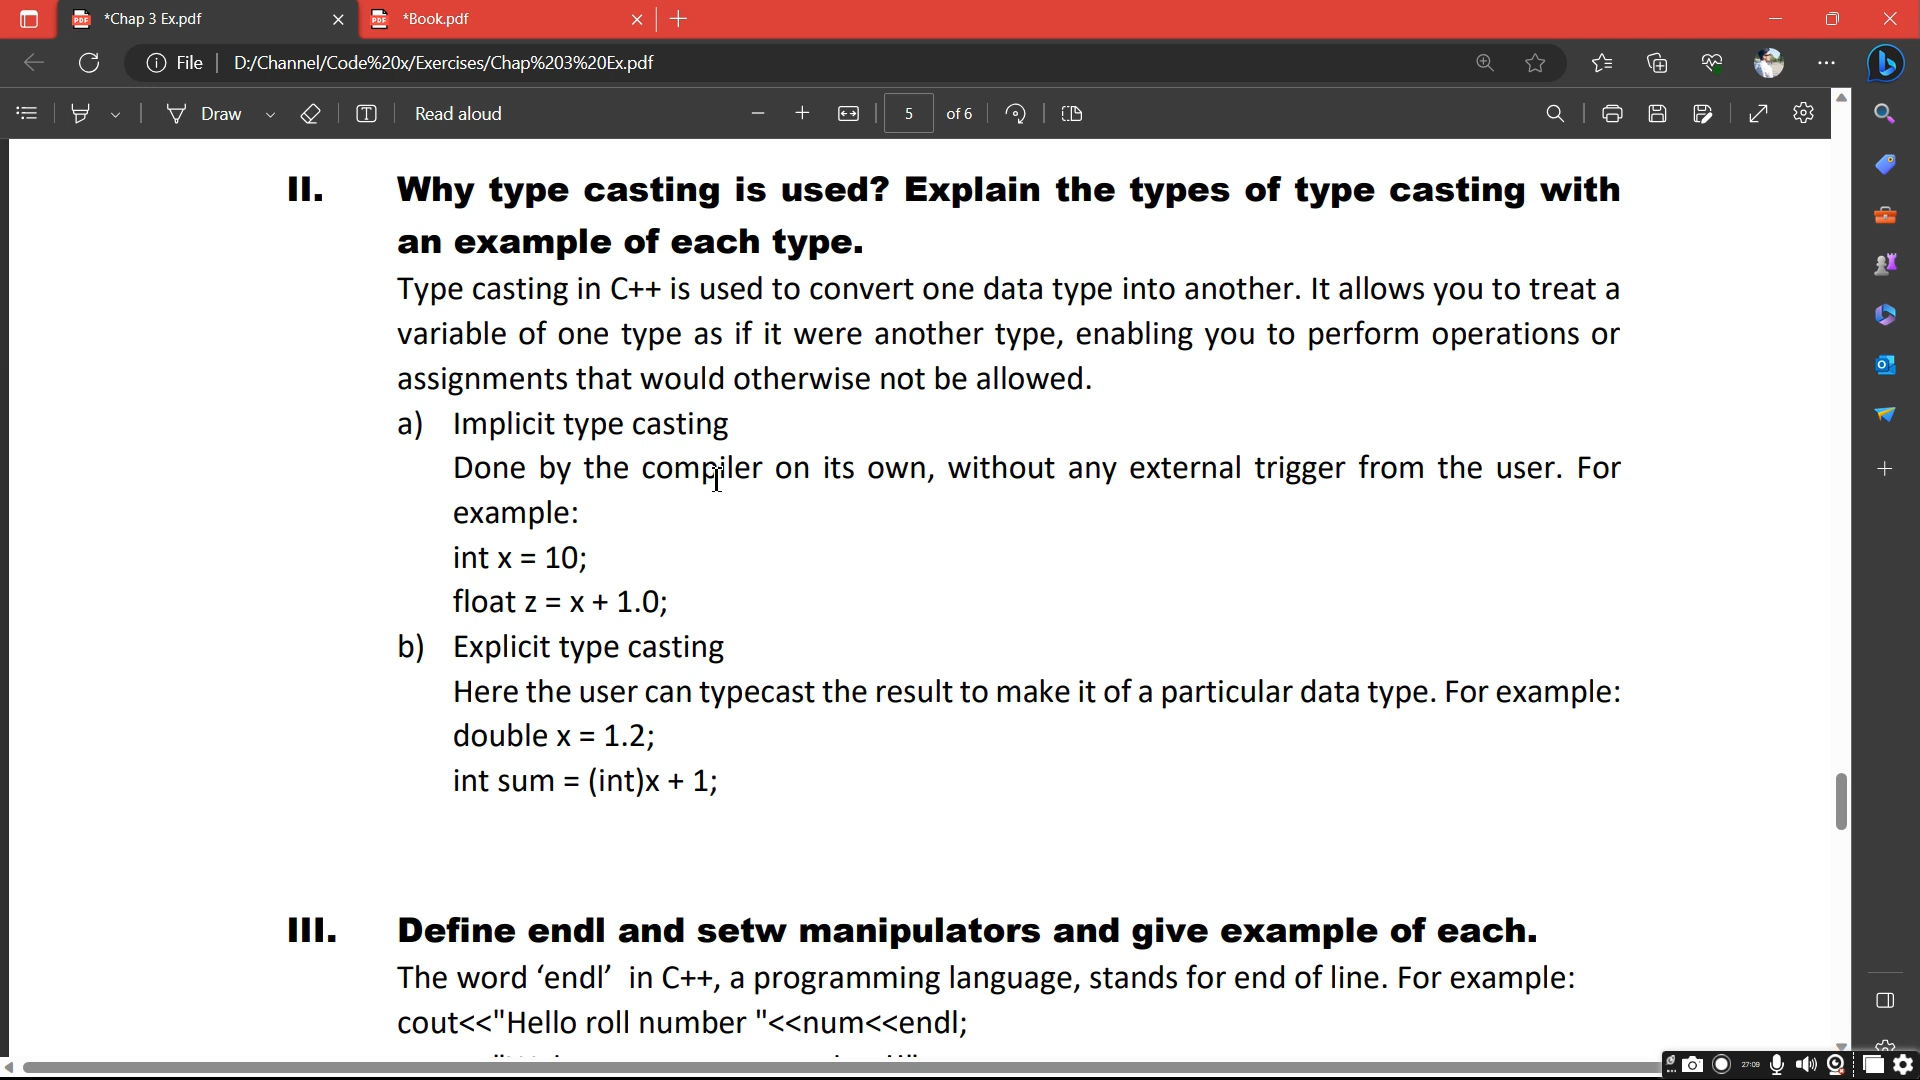 *Chap 3 Ex.pdf
*Book.pdf
File
D:/Channel/Code%20x/Exercises/Chap%203%20Ex.pdf
Draw
Read aloud
5
of 6
II. Why type casting is used? Explain the types of type casting with
an example of each type.
Type casting in C++ is used to convert one data type into another. It allows you to treat a
variable of one type as if it were another type, enabling you to perform operations or
assignments that would otherwise not be allowed.
a) Implicit type casting
Done by the compiler on its own, without any external trigger from the user. For
example:
int x = 10;
float z = x + 1.0;
b) Explicit type casting
Here the user can typecast the result to make it of a particular data type. For example:
double x = 1.2;
int sum = (int)x + 1;
III. Define endl and setw manipulators and give example of each.
The word ‘endl’ in C++, a programming language, stands for end of line. For example:
cout<<"Hello roll number "<<num<<endl;
27:09